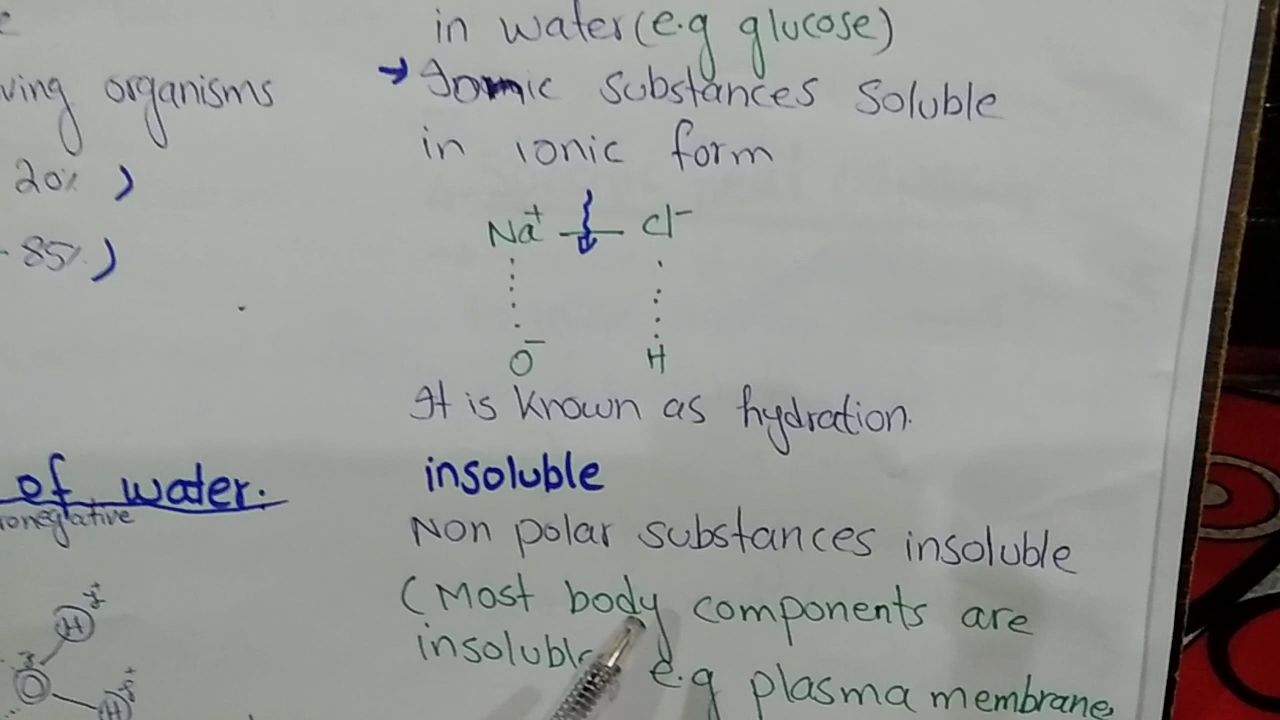 ving organisms
20% )
- 85% )
of water.
ronegative
H δ+
O
H δ+
in water (e.g glucose)
→ Ionic substances soluble
in ionic form
Na+ Cl-
O- H
It is known as hydration.
insoluble
Non polar substances insoluble
(Most body components are
insoluble e.g plasma membrane